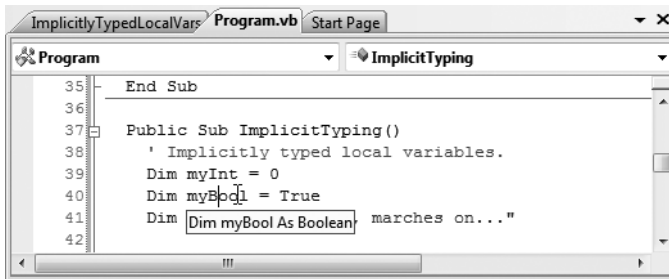 ImplicitlyTypedLocalVars Program.vb Start Page
Program ImplicitTyping
35 End Sub
36
37 Public Sub ImplicitTyping()
38 ' Implicitly typed local variables.
39 Dim myInt = 0
40 Dim myBool = True
41 Dim marches on..."
Dim myBool As Boolean
42